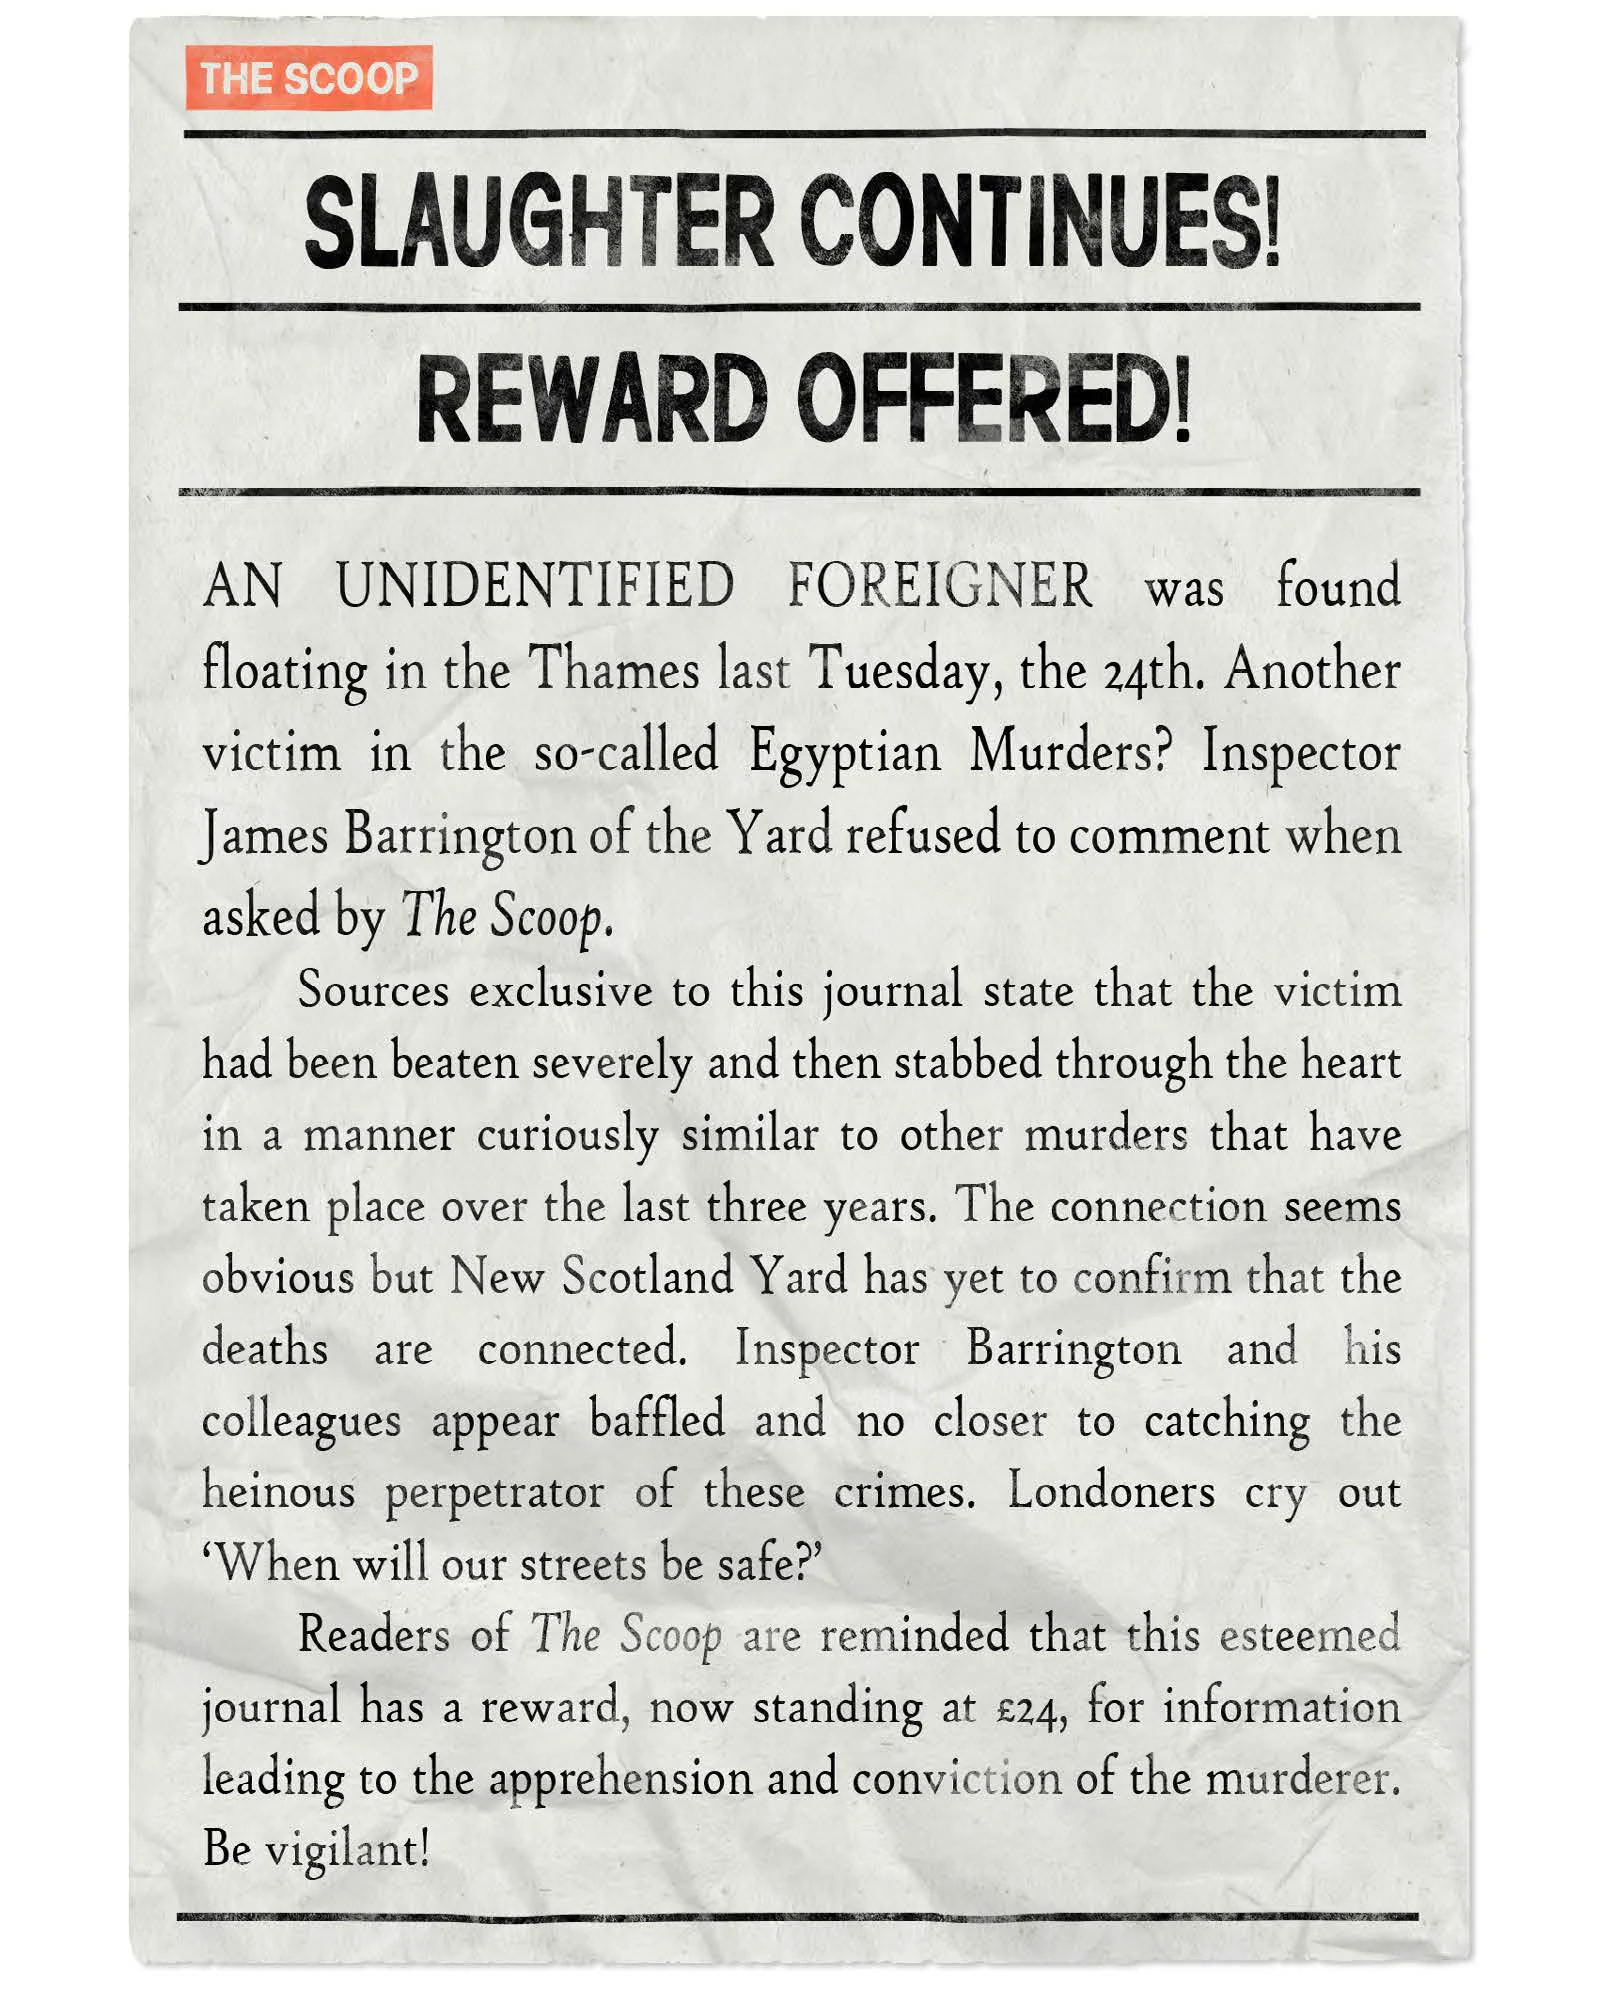 THE SCOOP
SLAUGHTER CONTINUES!
REWARD OFFERED!
AN UNIDENTIFIED FOREIGNER was found
floating in the Thames last Tuesday, the 24th. Another
victim in the so-called Egyptian Murders? Inspector
James Barrington of the Yard refused to comment when
asked by The Scoop.
Sources exclusive to this journal state that the victim
had been beaten severely and then stabbed through the heart
in a manner curiously similar to other murders that have
taken place over the last three years. The connection seems
obvious but New Scotland Yard has yet to confirm that the
deaths are connected. Inspector Barrington and his
colleagues appear baffled and no closer to catching the
heinous perpetrator of these crimes. Londoners cry out
‘When will our streets be safe?’
Readers of The Scoop are reminded that this esteemed
journal has a reward, now standing at £24, for information
leading to the apprehension and conviction of the murderer.
Be vigilant!